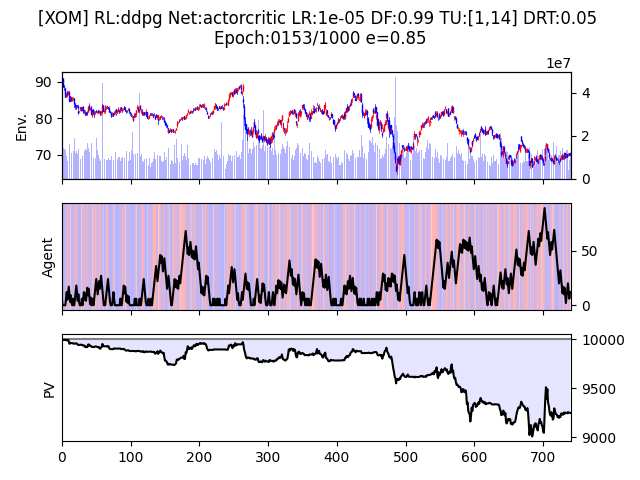 [XOM] RL:ddpg Net:actorcritic LR:1e-05 DF:0.99 TU:[1,14] DRT:0.05
Epoch:0153/1000 e=0.85
1e7
90
80
70
Env.
4
2
0
Agent
50
0
PV
10000
9500
9000
0 100 200 300 400 500 600 700